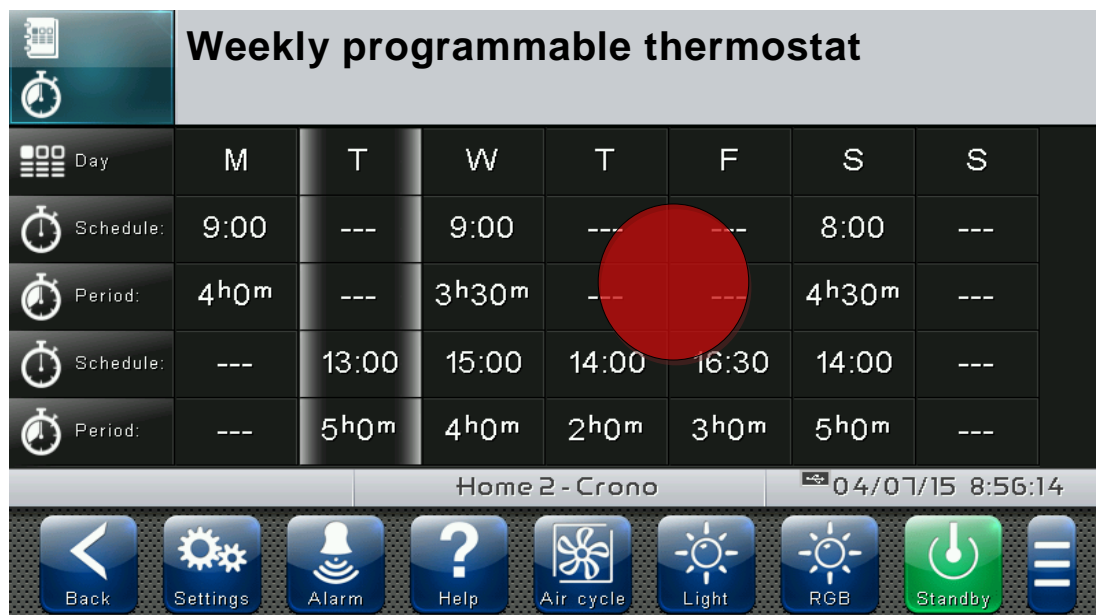 Weekly programmable thermostat
Day M T W T F S S
Schedule: 9:00 --- 9:00 --- --- 8:00 ---
Period: 4h0m --- 3h30m --- --- 4h30m ---
Schedule: --- 13:00 15:00 14:00 16:30 14:00 ---
Period: --- 5h0m 4h0m 2h0m 3h0m 5h0m ---
Home 2 - Crono 04/07/15 8:56:14
Back Settings Alarm Help Air cycle Light RGB Standby